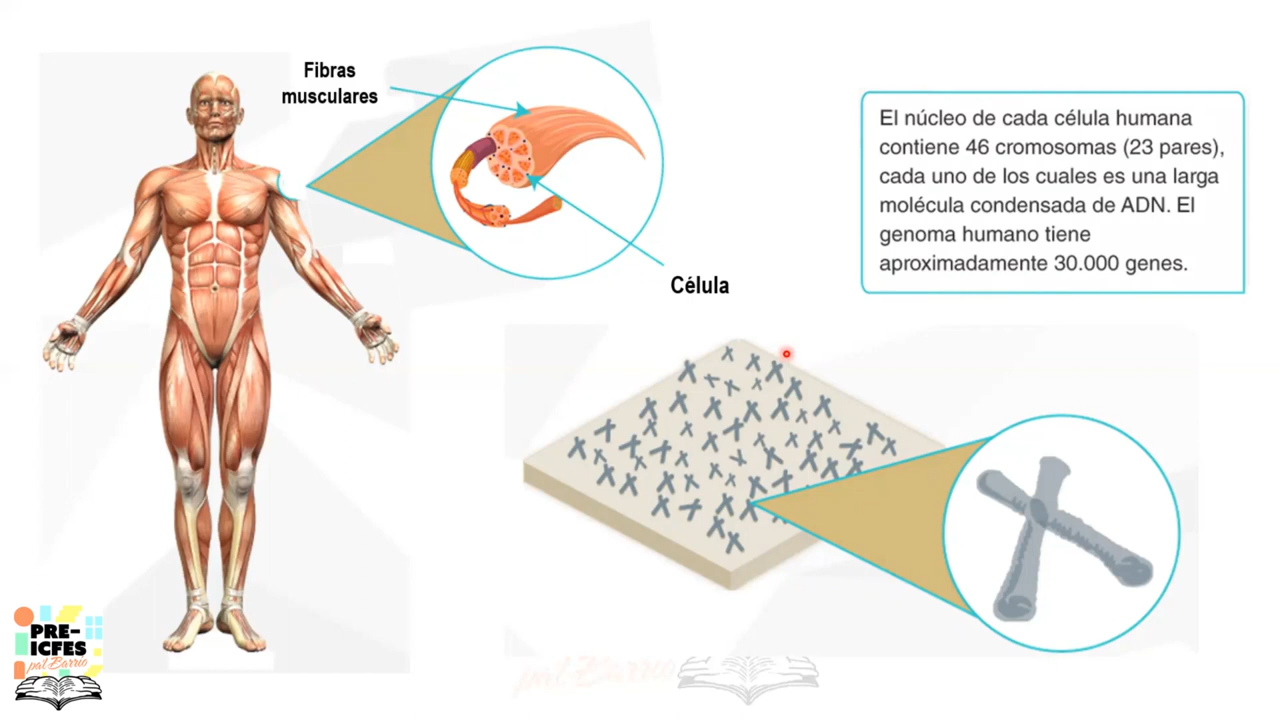 Fibras
musculares
Célula
El núcleo de cada célula humana
contiene 46 cromosomas (23 pares),
cada uno de los cuales es una larga
molécula condensada de ADN. El
genoma humano tiene
aproximadamente 30.000 genes.
PRE-
ICFES
pal Barrio
pal Barrio